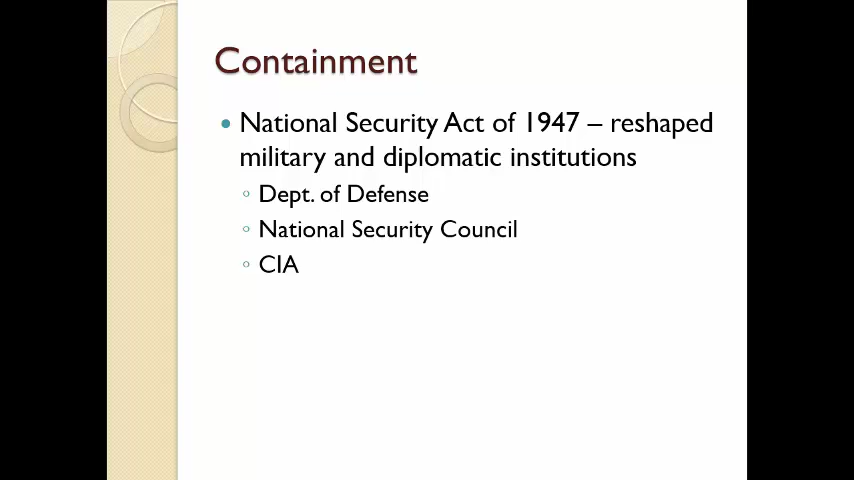 Containment
• National Security Act of 1947 – reshaped
military and diplomatic institutions
◦ Dept. of Defense
◦ National Security Council
◦ CIA